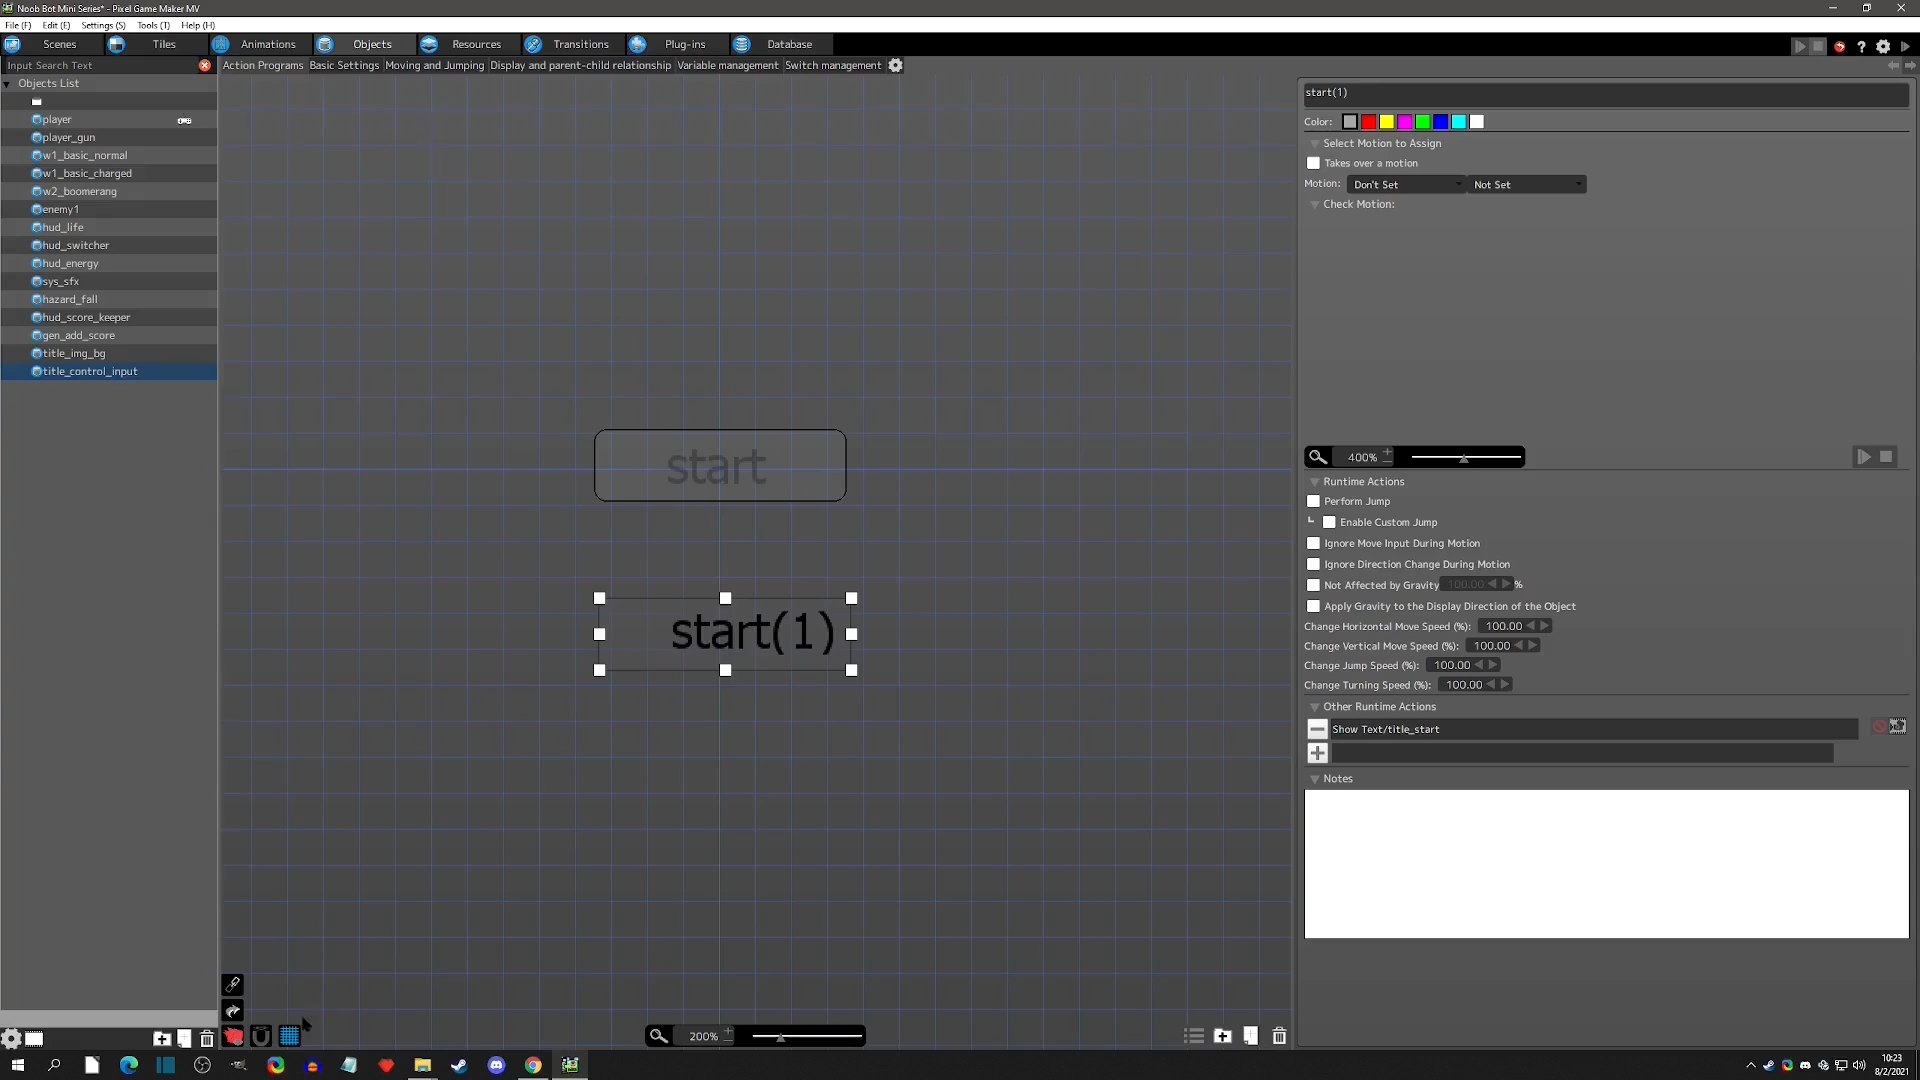 Noob Bot Mini Series* - Pixel Game Maker MV
File (F) Edit (E) Settings (S) Tools (T) Help (H)
Scenes Tiles Animations Objects Resources Transitions Plug-ins Database
Input Search Text
Action Programs Basic Settings Moving and Jumping Display and parent-child relationship Variable management Switch management
Objects List
player
player_gun
w1_basic_normal
w1_basic_charged
w2_boomerang
enemy1
hud_life
hud_switcher
hud_energy
sys_sfx
hazard_fall
hud_score_keeper
gen_add_score
title_img_bg
title_control_input
start
start(1)
200%
start(1)
Color:
Select Motion to Assign
Takes over a motion
Motion: Don't Set Not Set
Check Motion:
400%
Runtime Actions
Perform Jump
Enable Custom Jump
Ignore Move Input During Motion
Ignore Direction Change During Motion
Not Affected by Gravity 100.00 %
Apply Gravity to the Display Direction of the Object
Change Horizontal Move Speed (%): 100.00
Change Vertical Move Speed (%): 100.00
Change Jump Speed (%): 100.00
Change Turning Speed (%): 100.00
Other Runtime Actions
Show Text/title_start
Notes
10:23
8/2/2021